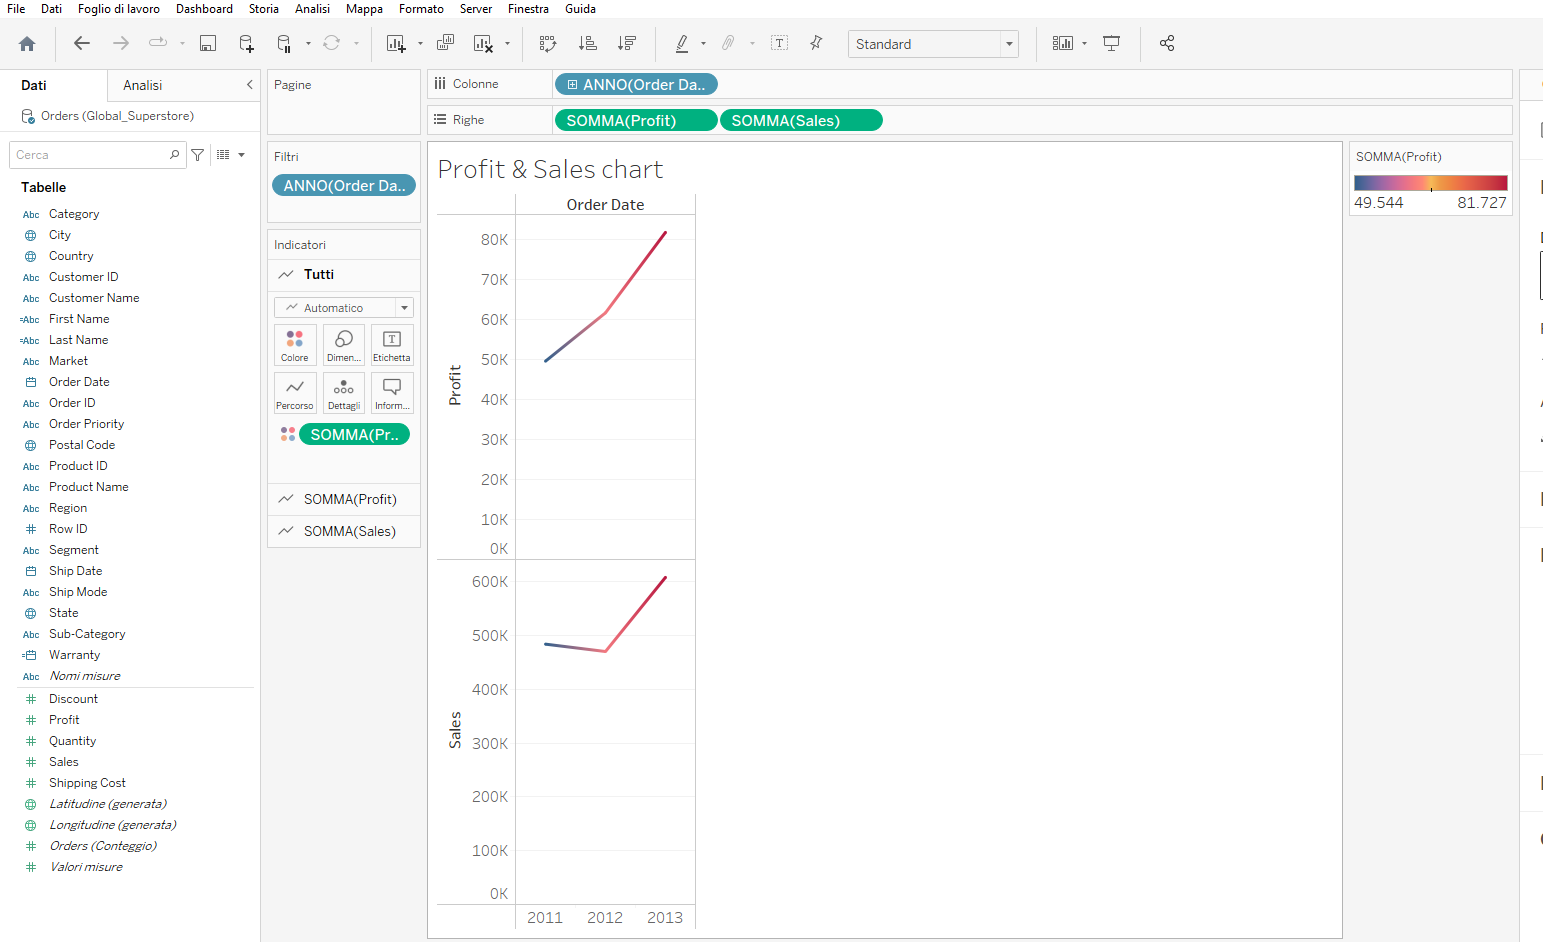 File Dati Foglio di lavoro Dashboard Storia Analisi Mappa Formato Server Finestra Guida
Standard
Dati Analisi
Orders (Global_Superstore)
Cerca
Tabelle
Abc Category
City
Country
Abc Customer ID
Abc Customer Name
=Abc First Name
=Abc Last Name
Abc Market
Order Date
Abc Order ID
Abc Order Priority
Postal Code
Abc Product ID
Abc Product Name
Abc Region
# Row ID
Abc Segment
Ship Date
Abc Ship Mode
State
Abc Sub-Category
= Warranty
Abc Nomi misure
# Discount
# Profit
# Quantity
# Sales
# Shipping Cost
Latitudine (generata)
Longitudine (generata)
# Orders (Conteggio)
# Valori misure
Pagine
Filtri
ANNO(Order Da..
Indicatori
Tutti
Automatico
Colore Dimen... T Etichetta
Percorso Dettagli Inform...
SOMMA(Pr..
SOMMA(Profit)
SOMMA(Sales)
Colonne ANNO(Order Da..
Righe SOMMA(Profit) SOMMA(Sales)
Profit & Sales chart
Order Date
80K
70K
60K
50K
40K
30K
20K
10K
0K
Profit
600K
500K
400K
300K
200K
100K
0K
Sales
2011 2012 2013
SOMMA(Profit)
49.544 81.727